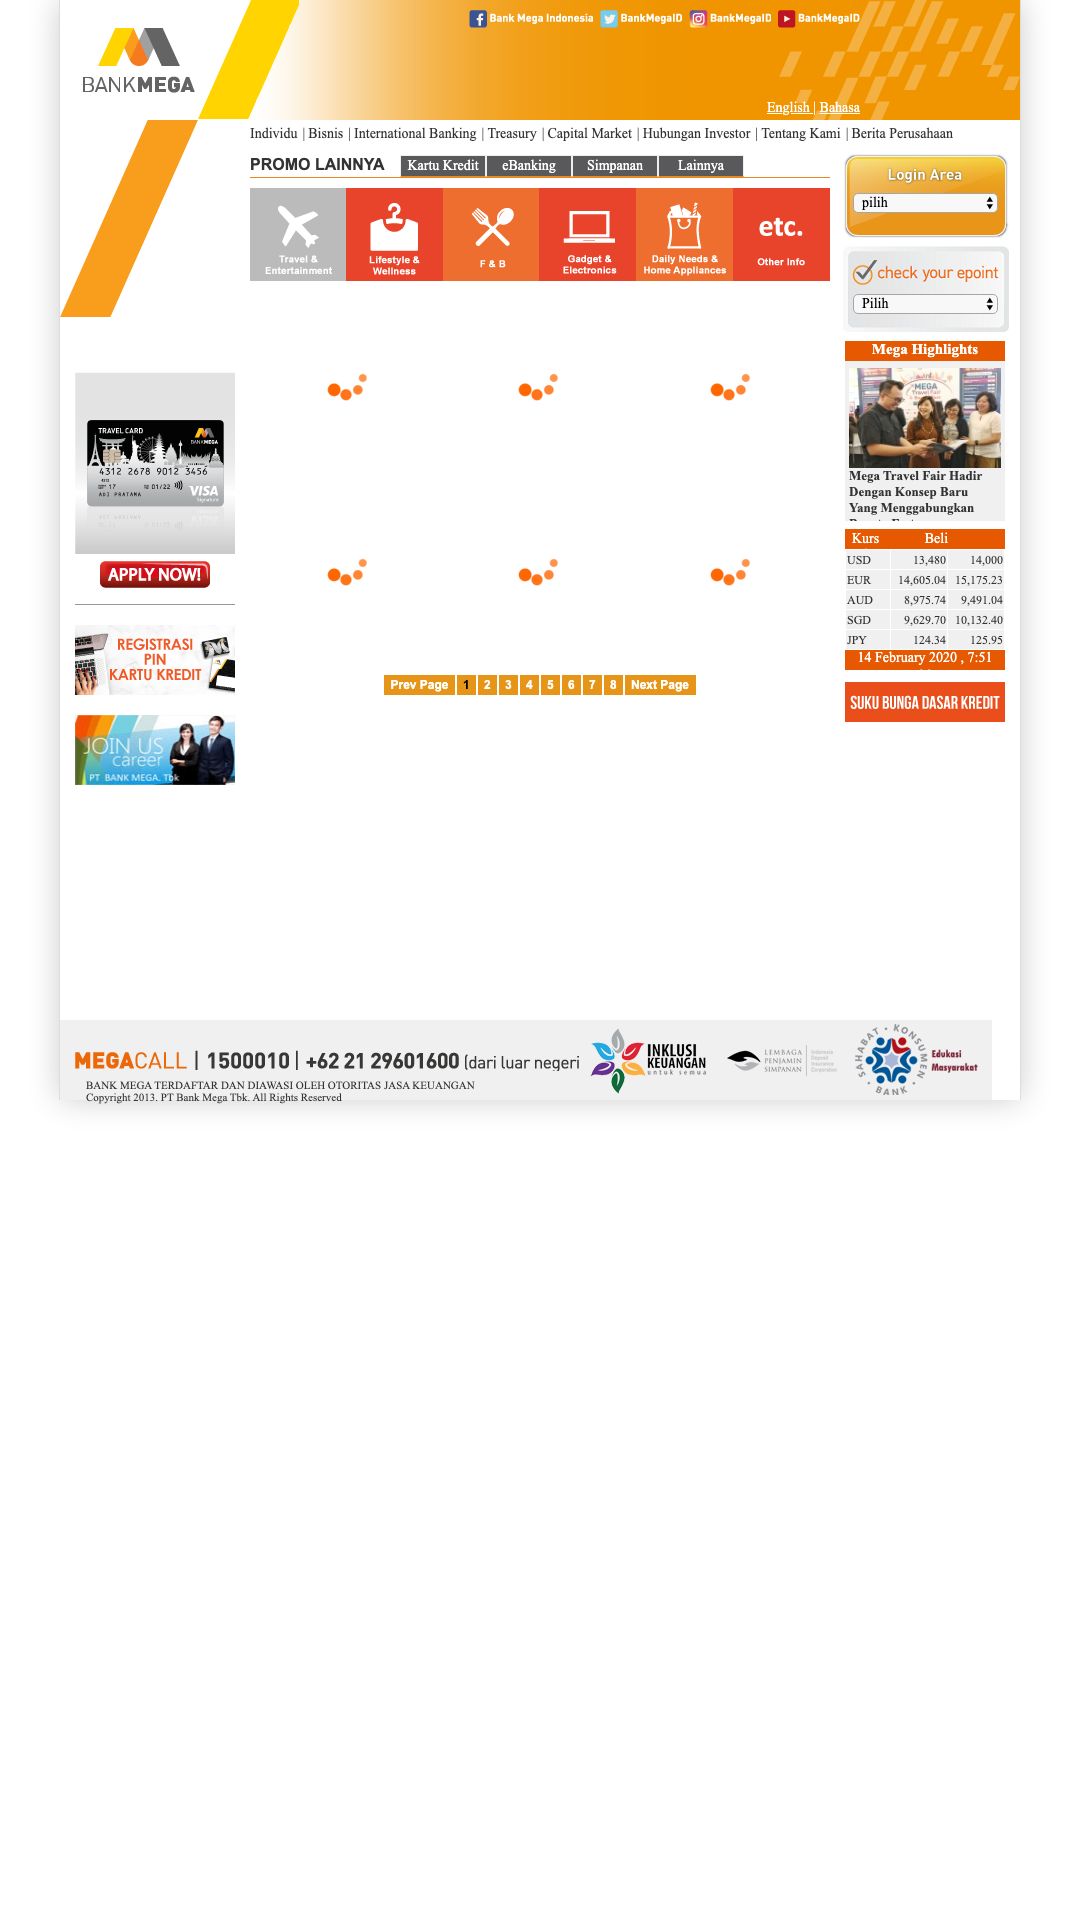 BANKMEGA
Bank Mega Indonesia BankMegaID BankMegaID BankMegaID
English | Bahasa
Individu | Bisnis | International Banking | Treasury | Capital Market | Hubungan Investor | Tentang Kami | Berita Perusahaan
PROMO LAINNYA Kartu Kredit eBanking Simpanan Lainnya
Travel &
Entertainment
Lifestyle &
Wellness
F & B
Gadget &
Electronics
Daily Needs &
Home Appliances
etc.
Other Info
Login Area
pilih
check your epoint
Pilih
Mega Highlights
MEGA
Travel Fair
Mega Travel Fair Hadir
Dengan Konsep Baru
Yang Menggabungkan
Kurs Beli
USD 13,480 14,000
EUR 14,605.04 15,175.23
AUD 8,975.74 9,491.04
SGD 9,629.70 10,132.40
JPY 124.34 125.95
14 February 2020 , 7:51
SUKU BUNGA DASAR KREDIT
TRAVEL CARD
BANKMEGA
4312 2678 9012 3456
4312
17 01/22
ADI PRATAMA
VISA
Signature
APPLY NOW!
REGISTRASI
PIN
KARTU KREDIT
JOIN US
career
PT BANK MEGA. Tbk
Prev Page 1 2 3 4 5 6 7 8 Next Page
MEGACALL | 1500010 | +62 21 29601600 (dari luar negeri
BANK MEGA TERDAFTAR DAN DIAWASI OLEH OTORITAS JASA KEUANGAN
Copyright 2013. PT Bank Mega Tbk. All Rights Reserved
INKLUSI
KEUANGAN
untuk semua
LEMBAGA
PENJAMIN
SIMPANAN
Indonesia
Deposit
Insurance
Corporation
SAHABAT • KONSUMEN • BANK
Edukasi
Masyarakat